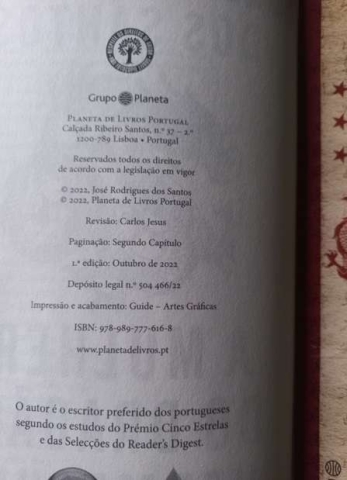 Grupo Planeta
PLANETA DE LIVROS PORTUGAL
Calçada Ribeiro Santos, n.º 37 – 2.º
1200-789 Lisboa • Portugal
Reservados todos os direitos
de acordo com a legislação em vigor
© 2022, José Rodrigues dos Santos
© 2022, Planeta de Livros Portugal
Revisão: Carlos Jesus
Paginação: Segundo Capítulo
1.ª edição: Outubro de 2022
Depósito legal n.º 504 466/22
Impressão e acabamento: Guide – Artes Gráficas
ISBN: 978-989-777-616-8
www.planetadelivros.pt
O autor é o escritor preferido dos portugueses
segundo os estudos do Prémio Cinco Estrelas
e das Selecções do Reader's Digest.